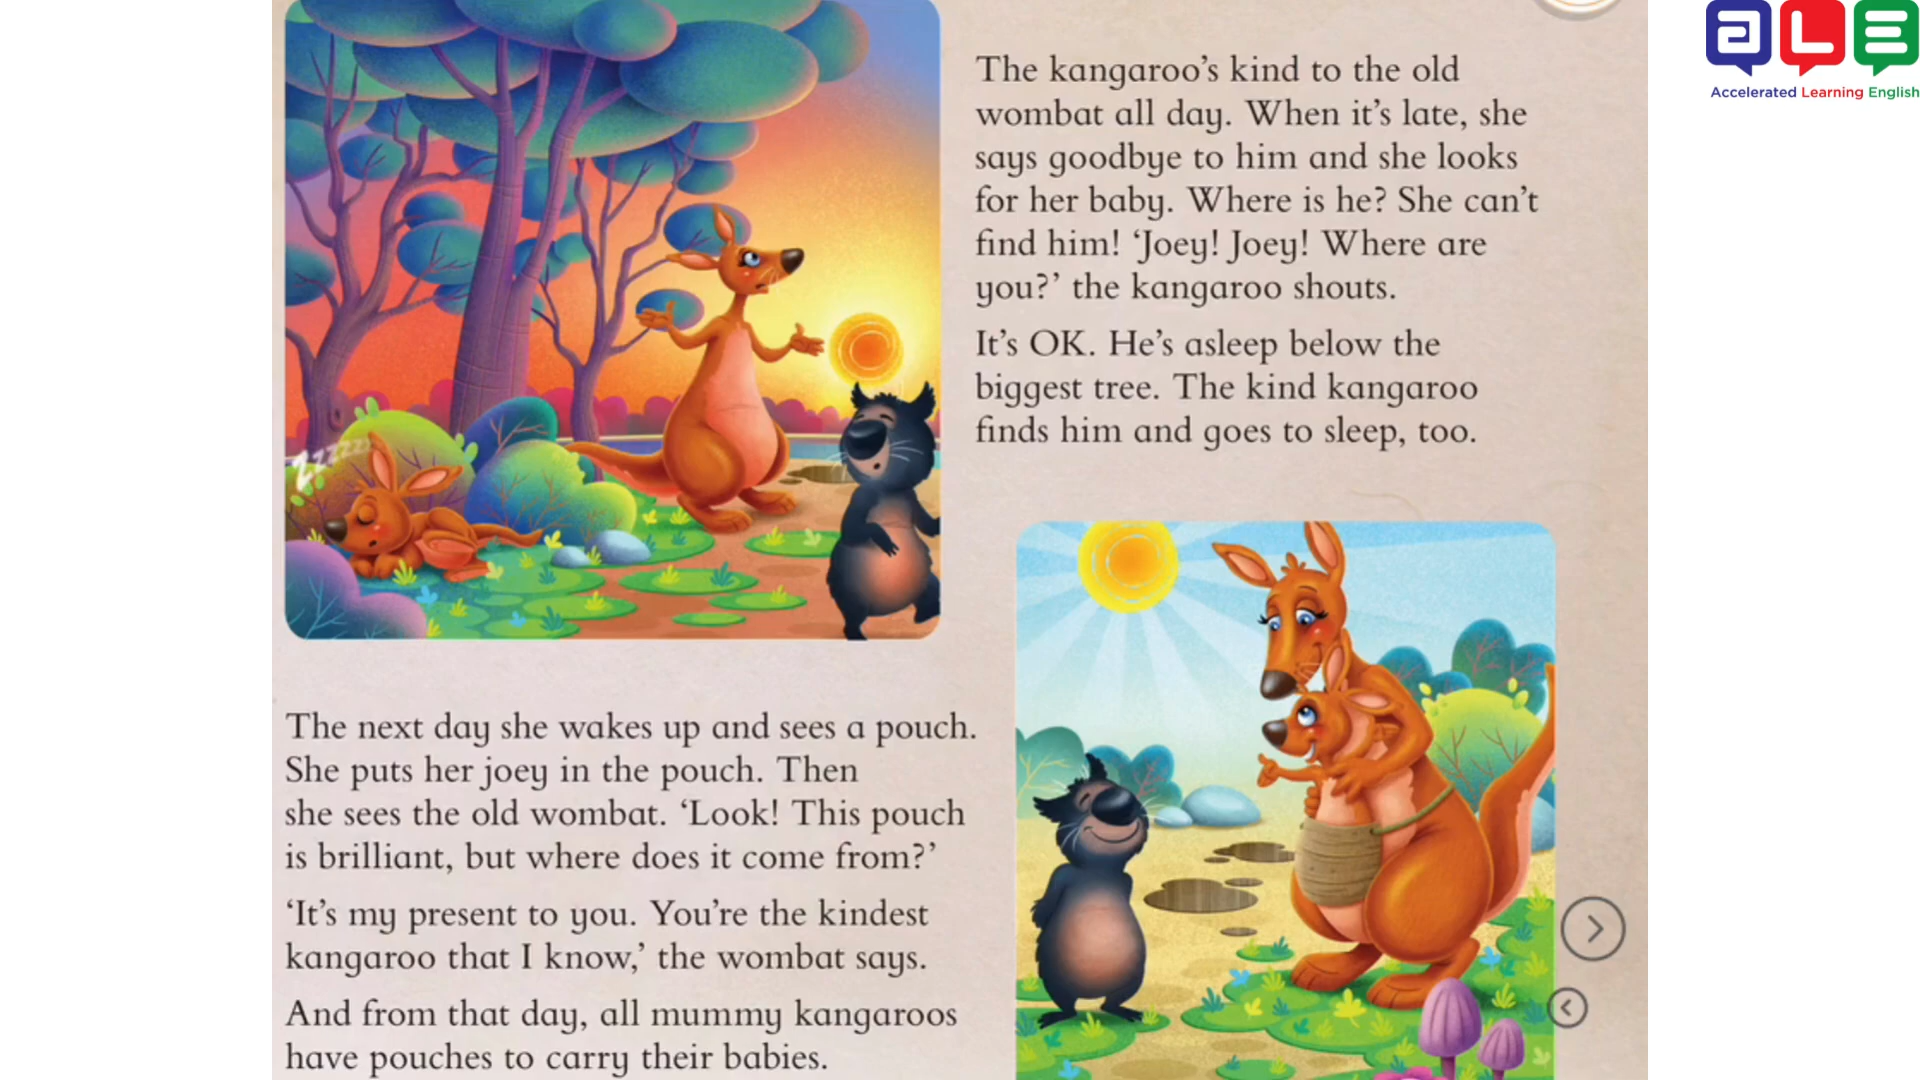 The kangaroo's kind to the old
wombat all day. When it's late, she
says goodbye to him and she looks
for her baby. Where is he? She can't
find him! ‘Joey! Joey! Where are
you?’ the kangaroo shouts.
It's OK. He's asleep below the
biggest tree. The kind kangaroo
finds him and goes to sleep, too.
zzzzzz
The next day she wakes up and sees a pouch.
She puts her joey in the pouch. Then
she sees the old wombat. ‘Look! This pouch
is brilliant, but where does it come from?’
‘It's my present to you. You're the kindest
kangaroo that I know,’ the wombat says.
And from that day, all mummy kangaroos
have pouches to carry their babies.
aLE
Accelerated Learning English